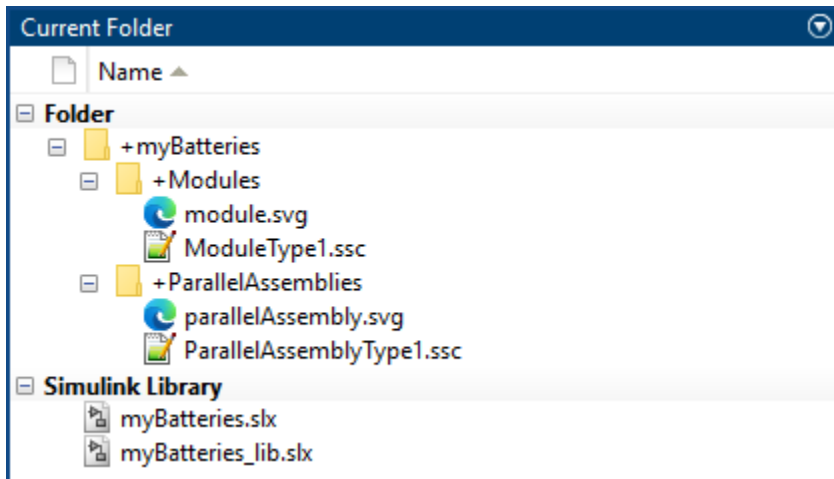 Current Folder
Name
Folder
+myBatteries
+Modules
module.svg
ModuleType1.ssc
+ParallelAssemblies
parallelAssembly.svg
ParallelAssemblyType1.ssc
Simulink Library
myBatteries.slx
myBatteries_lib.slx